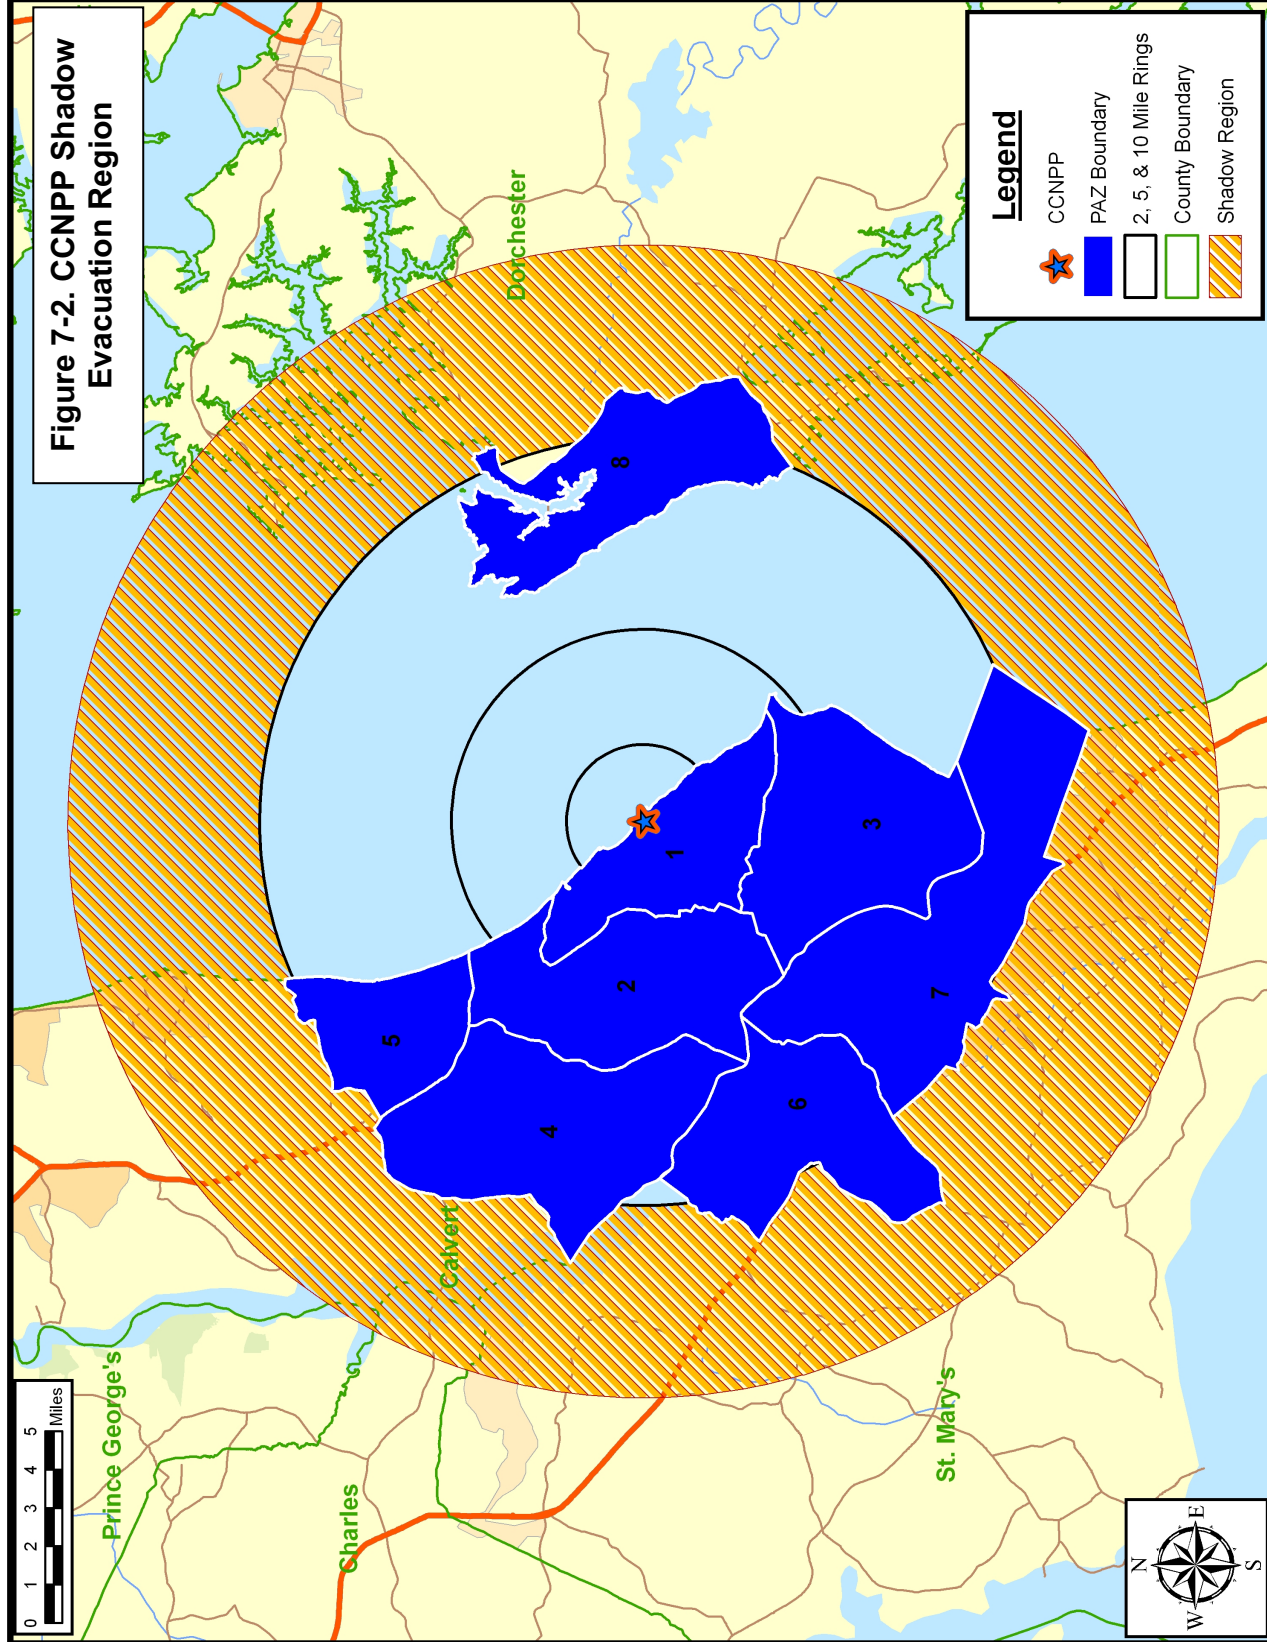 Figure 7-2. CCNPP Shadow
Evacuation Region
0 1 2 3 4 5
Miles
Prince George's
Charles
Calvert
Dorchester
St. Mary's
5
4
2
1
8
6
3
7
Legend
CCNPP
PAZ Boundary
2, 5, & 10 Mile Rings
County Boundary
Shadow Region
N
W
E
S